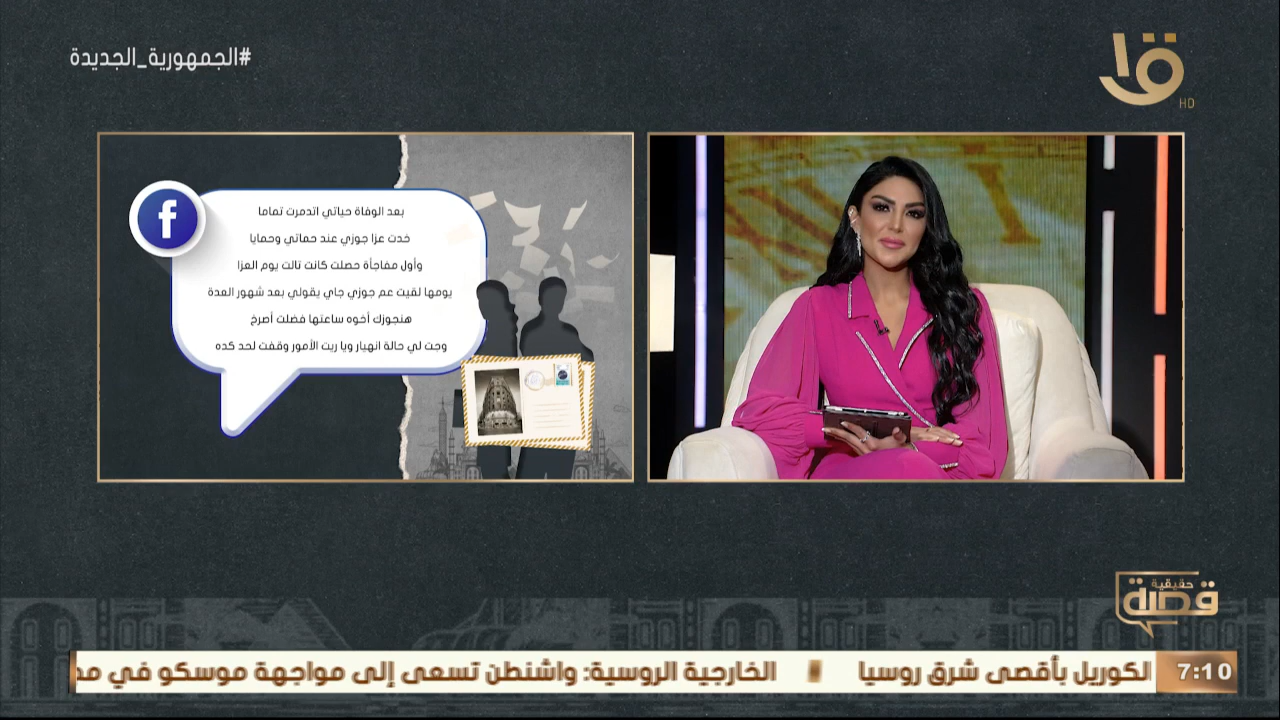 #الجمهورية_الجديدة
HD
بعد الوفاة حياتي اتدمرت تماما
خدت عزا جوزي عند حماتي وحمايا
وأول مفاجأة حصلت كانت تالت يوم العزا
يومها لقيت عم جوزي جاي يقولي بعد شهور العدة
هنجوزك أخوه ساعتها فضلت أصرخ
وجت لي حالة انهيار ويا ريت الأمور وقفت لحد كده
f
قصة حقيقية
7:10
الكوريل بأقصى شرق روسيا
الخارجية الروسية: واشنطن تسعى إلى مواجهة موسكو في